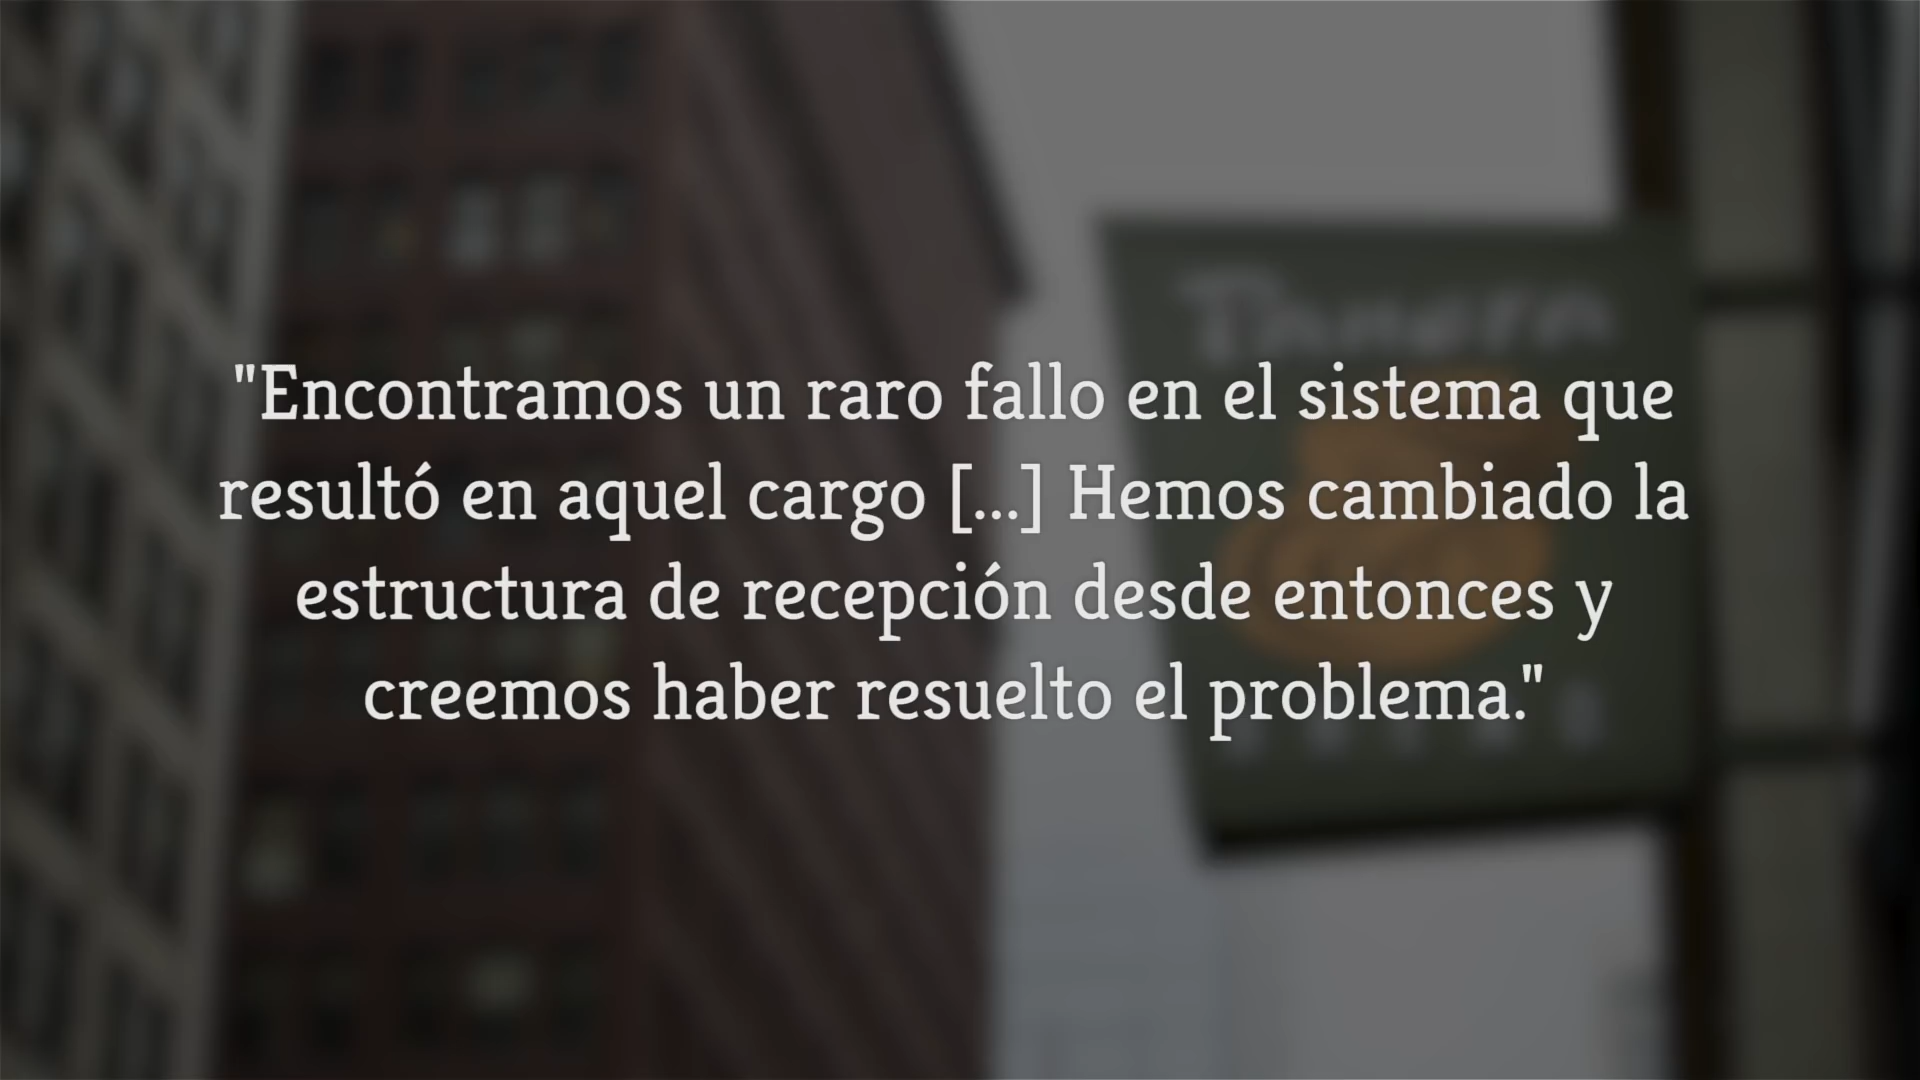 "Encontramos un raro fallo en el sistema que
resultó en aquel cargo [...] Hemos cambiado la
estructura de recepción desde entonces y
creemos haber resuelto el problema."
Panera